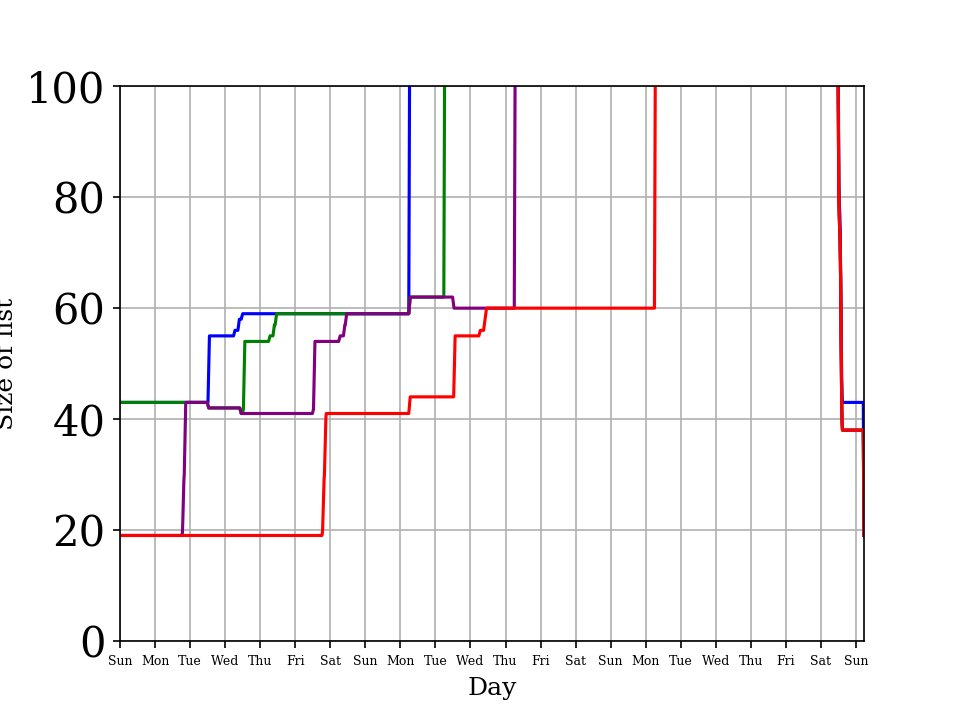 100
80
60
40
20
0
Size of list
Sun Mon Tue Wed Thu Fri Sat Sun Mon Tue Wed Thu Fri Sat Sun Mon Tue Wed Thu Fri Sat Sun
Day